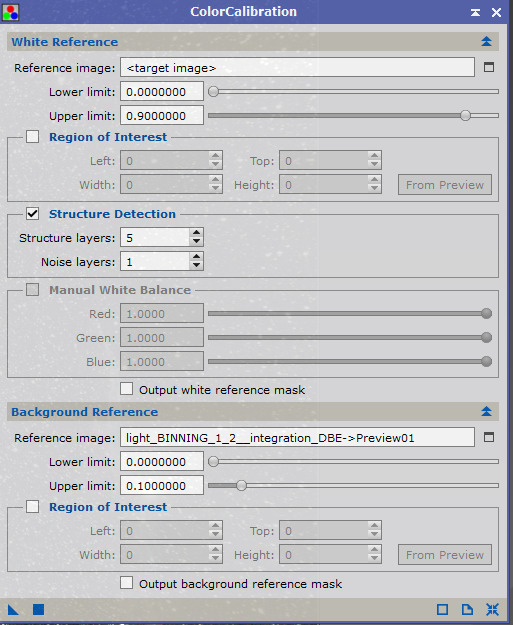 ColorCalibration
White Reference
Reference image: <target image>
Lower limit: 0.0000000
Upper limit: 0.9000000
Region of Interest
Left: 0 Top: 0
Width: 0 Height: 0 From Preview
Structure Detection
Structure layers: 5
Noise layers: 1
Manual White Balance
Red: 1.0000
Green: 1.0000
Blue: 1.0000
Output white reference mask
Background Reference
Reference image: light_BINNING_1_2__integration_DBE->Preview01
Lower limit: 0.0000000
Upper limit: 0.1000000
Region of Interest
Left: 0 Top: 0
Width: 0 Height: 0 From Preview
Output background reference mask